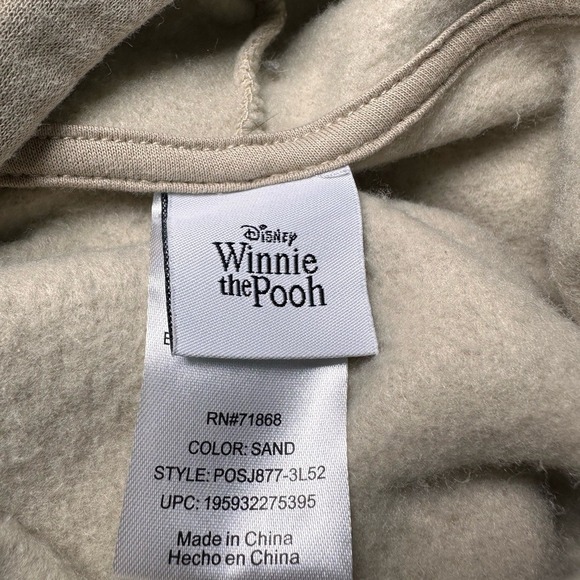 Disney
Winnie
the Pooh
RN#71868
COLOR: SAND
STYLE: POSJ877-3L52
UPC: 195932275395
Made in China
Hecho en China